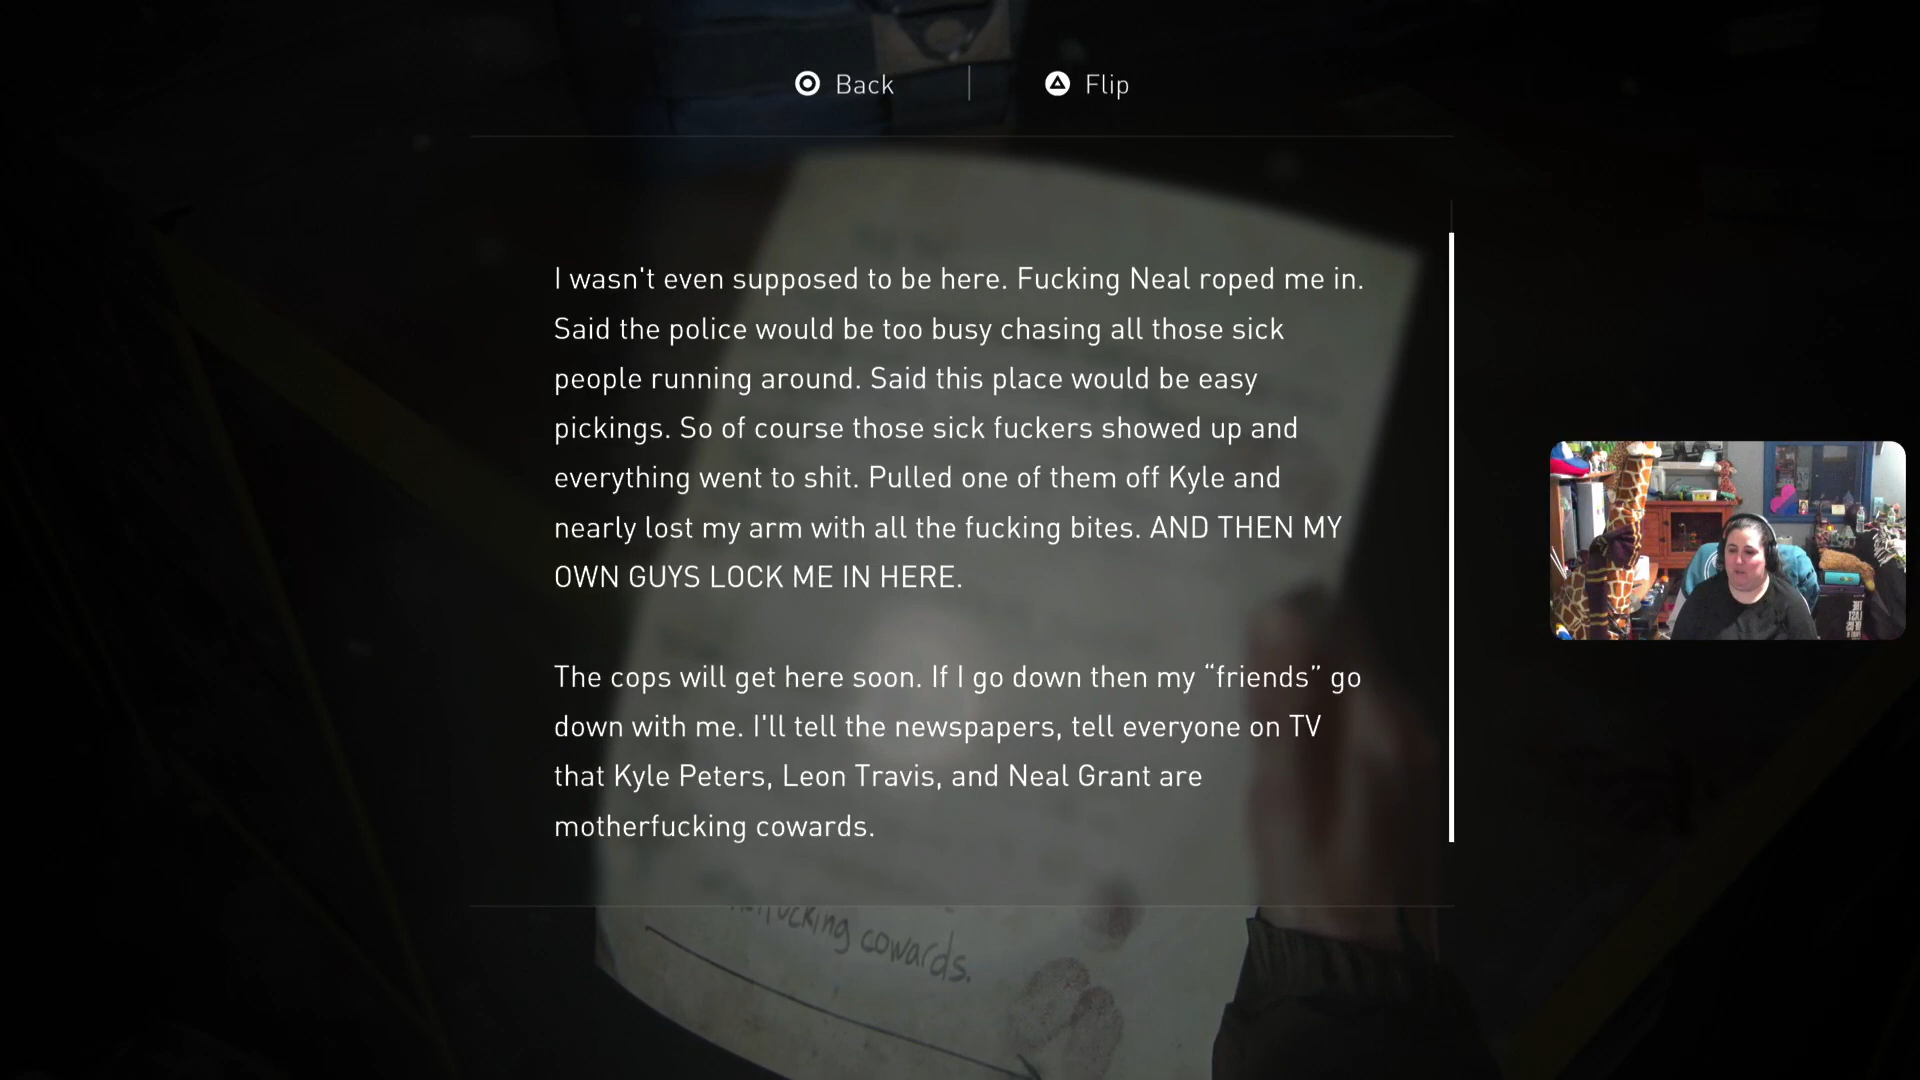 Back | Flip
I wasn't even supposed to be here. Fucking Neal roped me in.
Said the police would be too busy chasing all those sick
people running around. Said this place would be easy
pickings. So of course those sick fuckers showed up and
everything went to shit. Pulled one of them off Kyle and
nearly lost my arm with all the fucking bites. AND THEN MY
OWN GUYS LOCK ME IN HERE.
The cops will get here soon. If I go down then my “friends” go
down with me. I'll tell the newspapers, tell everyone on TV
that Kyle Peters, Leon Travis, and Neal Grant are
motherfucking cowards.
cowards.
THE
LAST
OF US